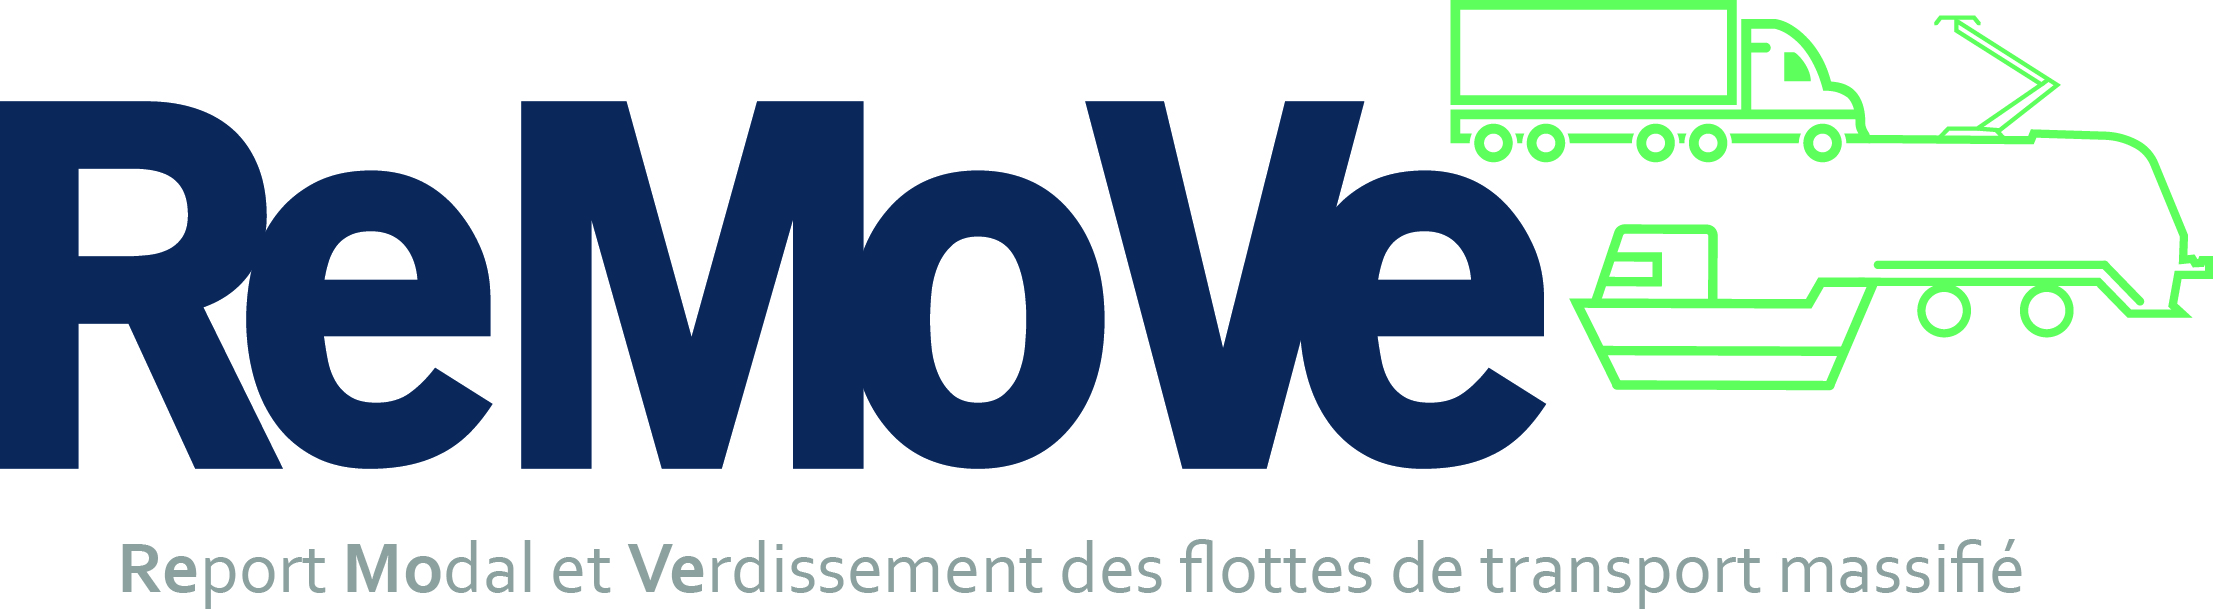 ReMoVe
Report Modal et Verdissement des flottes de transport massifié